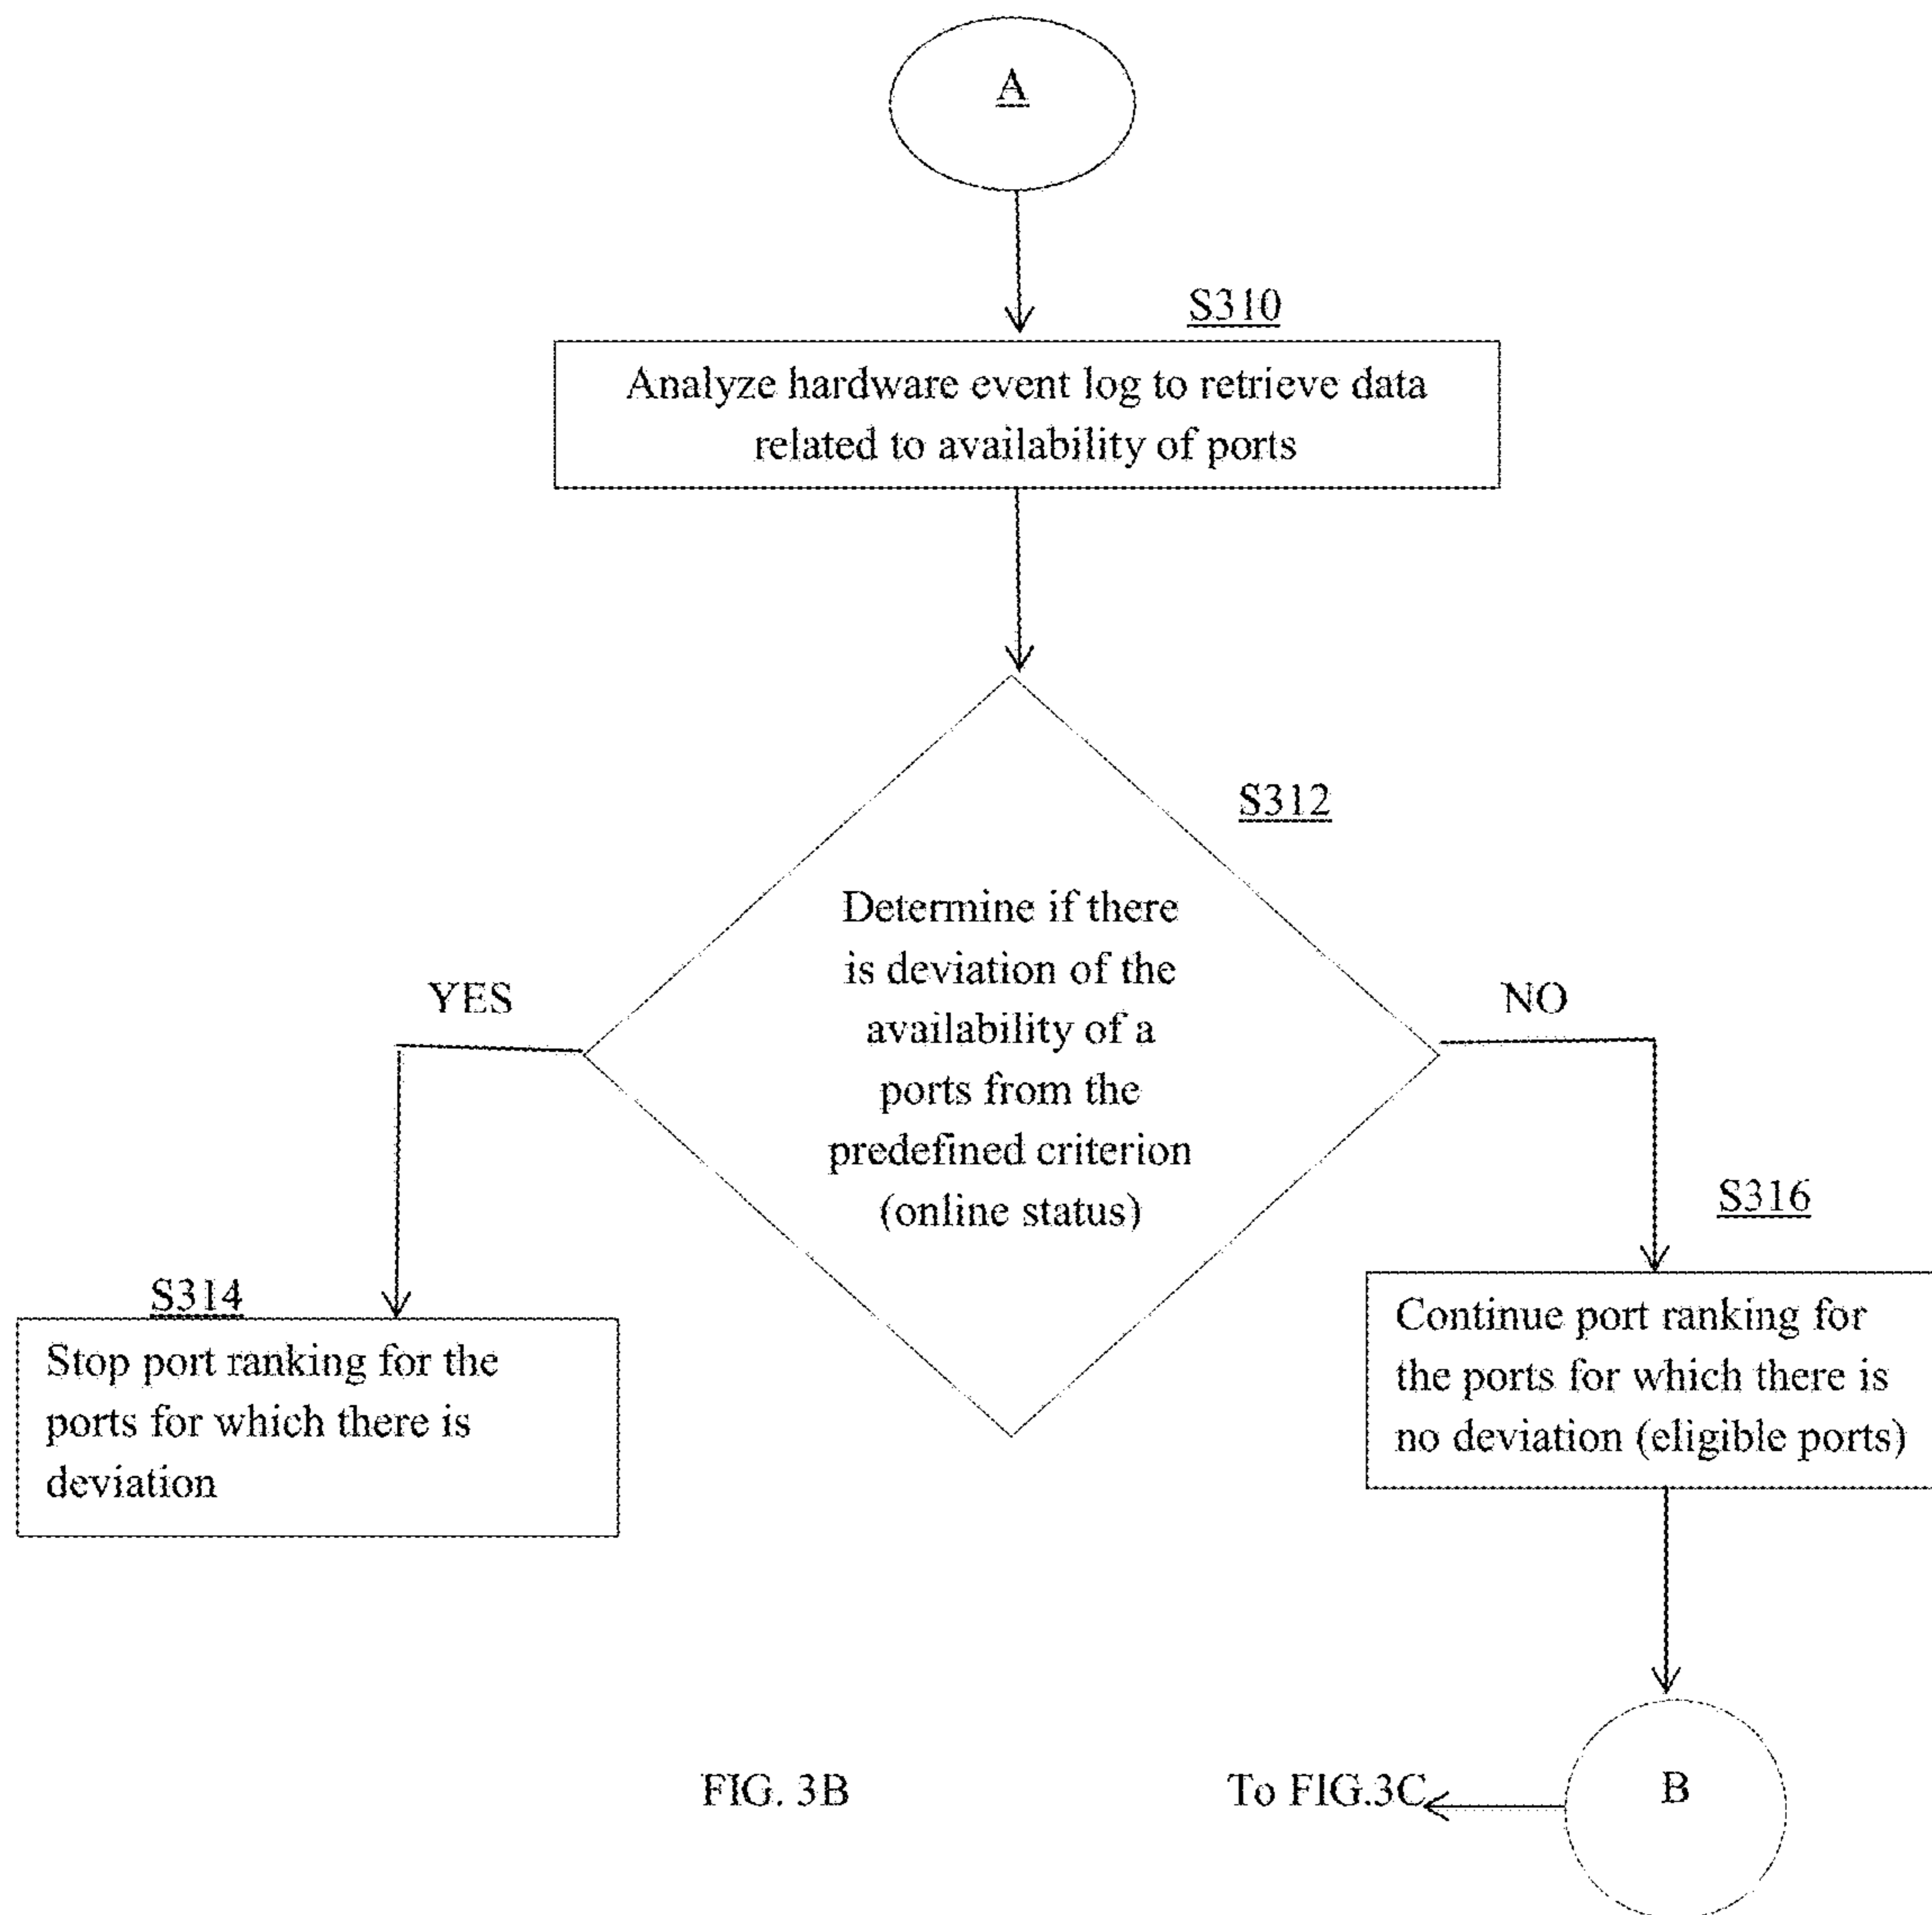 A
S310
Analyze hardware event log to retrieve data
related to availability of ports
S312
Determine if there
is deviation of the
availability of a
ports from the
predefined criterion
(online status)
YES
NO
S314
Stop port ranking for the
ports for which there is
deviation
S316
Continue port ranking for
the ports for which there is
no deviation (eligible ports)
FIG. 3B
To FIG.3C
B